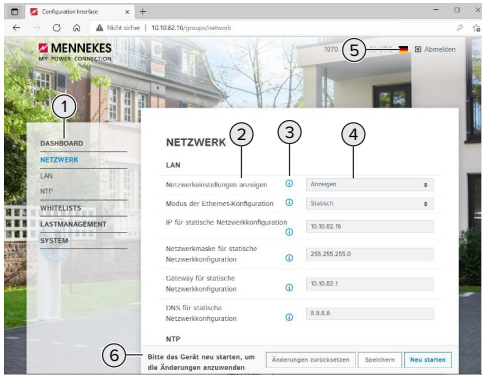 Configuration Interface
Nicht sicher | 10.10.82.16/groups/network
MENNEKES
MY POWER CONNECTION
1970-
5
Abmelden
1
DASHBOARD
NETZWERK
LAN
NTP
WHITELISTS
LASTMANAGEMENT
SYSTEM
NETZWERK
2
3
4
LAN
Netzwerkeinstellungen anzeigen
Anzeigen
Modus der Ethernet-Konfiguration
Statisch
IP für statische Netzwerkkonfiguration
10.10.82.16
Netzwerkmaske für statische
Netzwerkkonfiguration
255.255.255.0
Gateway für statische
Netzwerkkonfiguration
10.10.82.1
DNS für statische
Netzwerkkonfiguration
8.8.8.8
NTP
6
Bitte das Gerät neu starten, um
die Änderungen anzuwenden
Änderungen zurücksetzen
Speichern
Neu starten